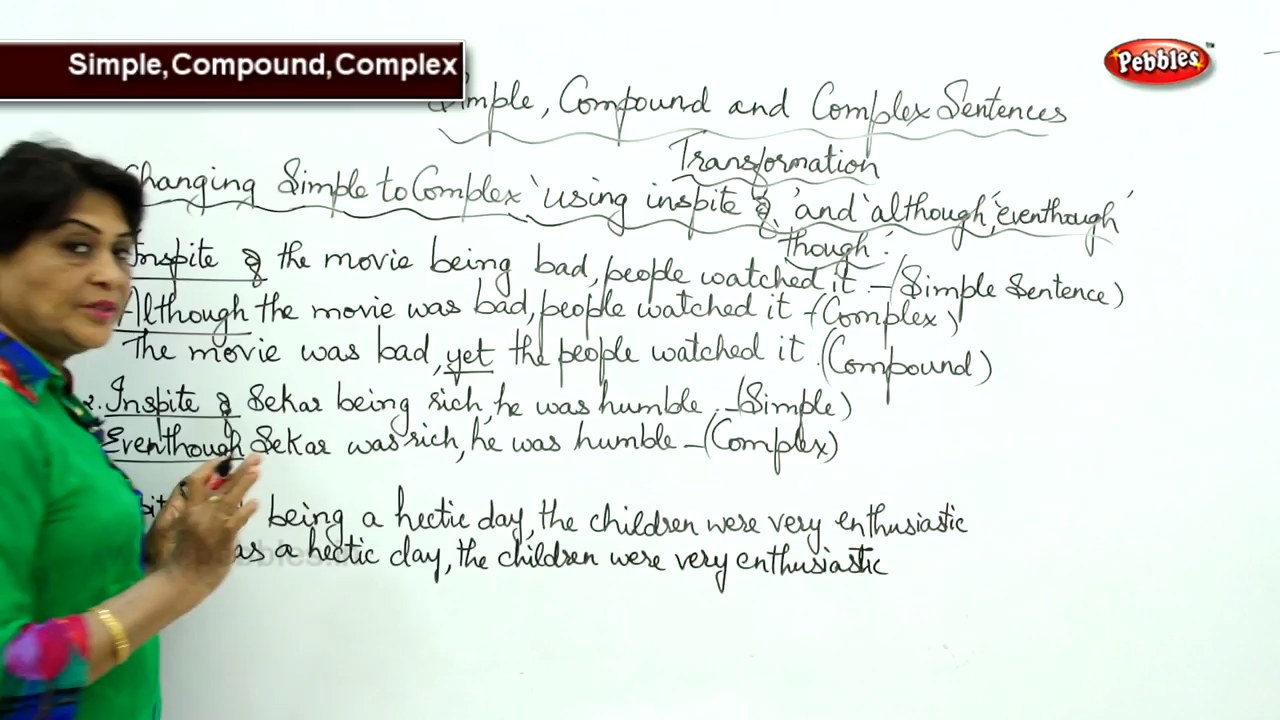 Simple,Compound,Complex
Pebbles™
Simple, Compound and Complex Sentences
Transformation
Changing Simple to Complex 'using inspite of' and 'although', 'eventhough'
'though'.
Inspite of the movie being bad, people watched it - (Simple Sentence)
Although the movie was bad, people watched it - (Complex)
The movie was bad, yet the people watched it. (Compound)
2. Inspite of Sekar being rich, he was humble - (Simple)
Eventhough Sekar was rich, he was humble - (Complex)
being a hectic day, the children were very enthusiastic
as a hectic day, the children were very enthusiastic